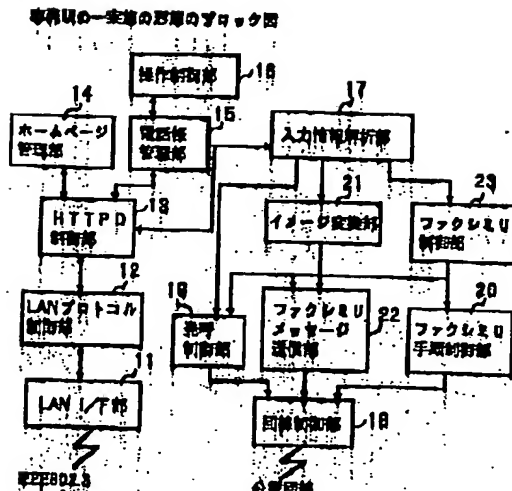 本発明の一実施の形態のブロック図
16
操作制御部
14
ホームページ
管理部
15
電話帳
管理部
17
入力情報解析部
13
HTTPD
制御部
21
イメージ変換部
23
ファクシミリ
制御部
12
LANプロトコル
制御部
19
発呼
制御部
22
ファクシミリ
メッセージ
送信部
20
ファクシミリ
手順制御部
11
LAN I/F部
18
回線制御部
IEEE802.3
公衆回線